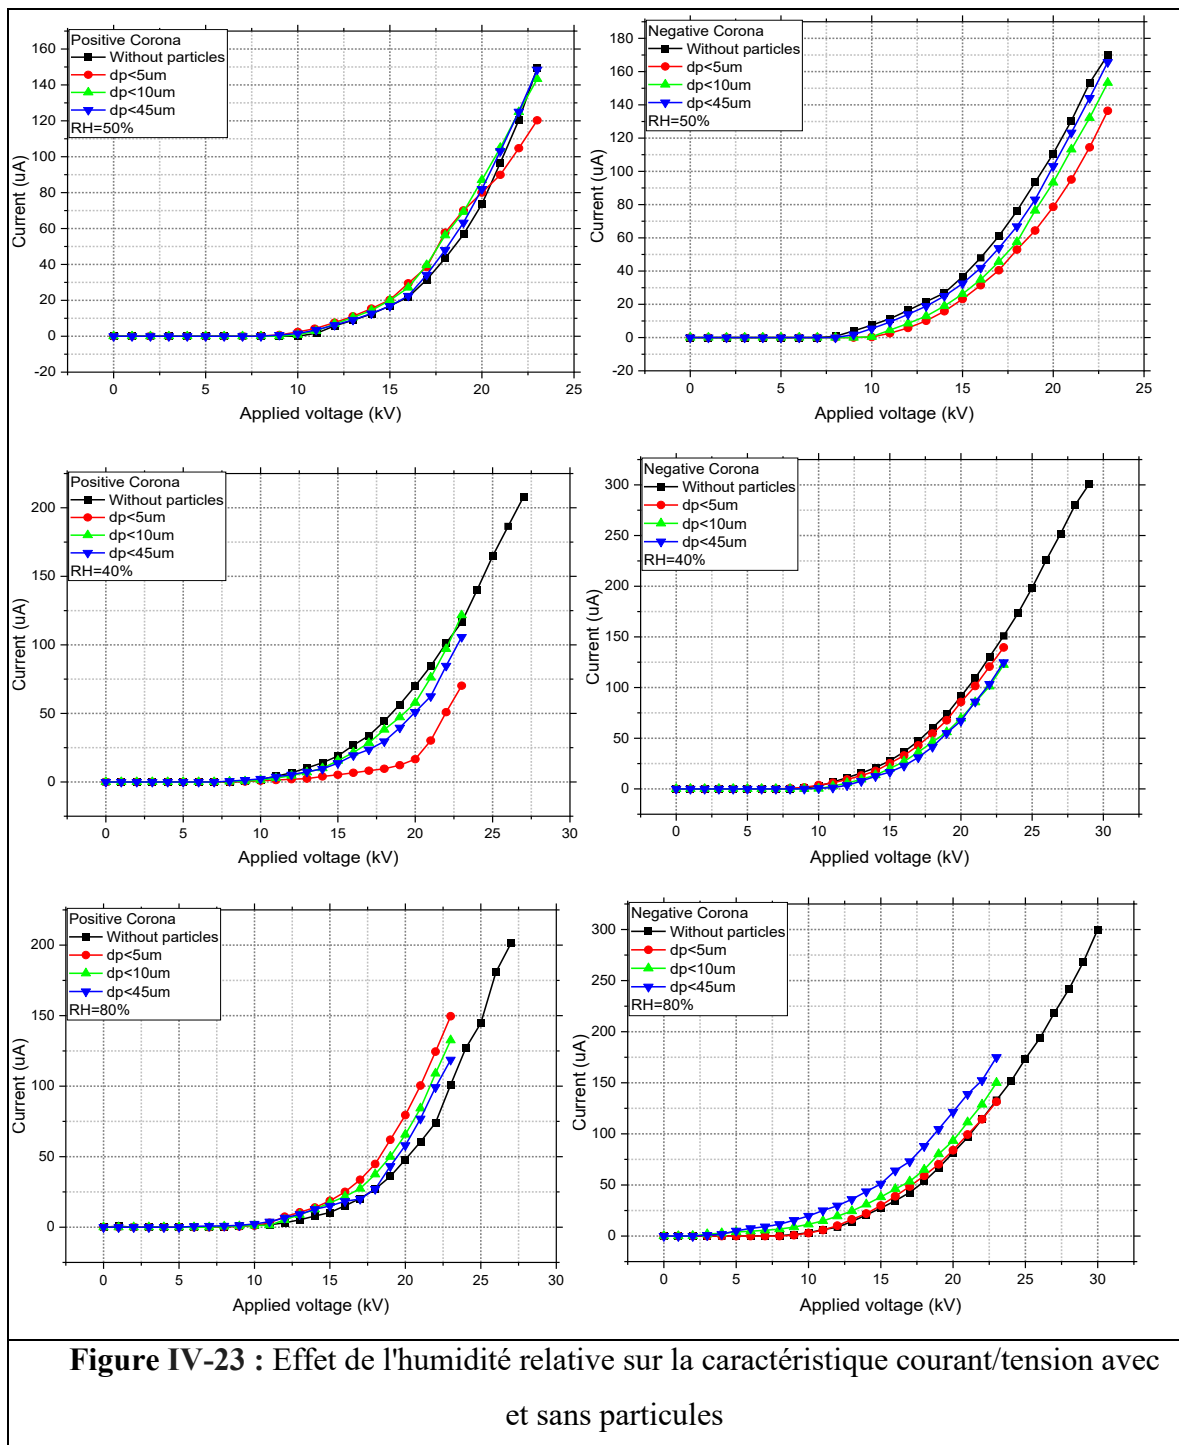 Positive Corona
Without particles
dp<5um
dp<10um
dp<45um
RH=50%
160
140
120
100
80
60
40
20
0
-20
Current (uA)
0 5 10 15 20 25
Applied voltage (kV)
Negative Corona
Without particles
dp<5um
dp<10um
dp<45um
RH=50%
180
160
140
120
100
80
60
40
20
0
-20
Current (uA)
0 5 10 15 20 25
Applied voltage (kV)
Positive Corona
Without particles
dp<5um
dp<10um
dp<45um
RH=40%
200
150
100
50
0
Current (uA)
0 5 10 15 20 25 30
Applied voltage (kV)
Negative Corona
Without particles
dp<5um
dp<10um
dp<45um
RH=40%
300
250
200
150
100
50
0
Current (uA)
0 5 10 15 20 25 30
Applied voltage (kV)
Positive Corona
Without particles
dp<5um
dp<10um
dp<45um
RH=80%
200
150
100
50
0
Current (uA)
0 5 10 15 20 25 30
Applied voltage (kV)
Negative Corona
Without particles
dp<5um
dp<10um
dp<45um
RH=80%
300
250
200
150
100
50
0
Current (uA)
0 5 10 15 20 25 30
Applied voltage (kV)
Figure IV-23 : Effet de l'humidité relative sur la caractéristique courant/tension avec
et sans particules